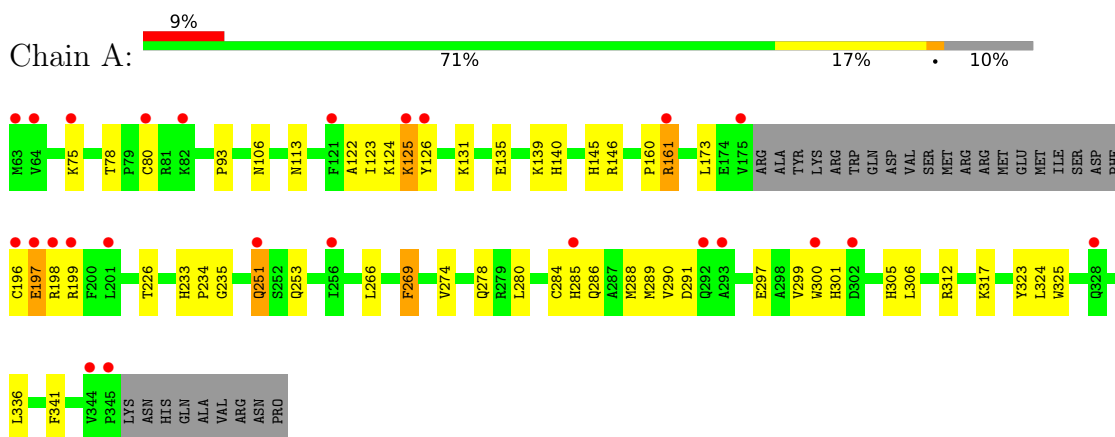 9%
Chain A:
71% 17% • 10%
M63 V64 K75 T78 P79 C80 R81 K82 P93 N106 N113 F121 A122 I123 K124 K125 Y126 K131 E135 K139 H140 H145 R146 P160 R161 L173 E174 V175 ARG ALA TYR LYS ARG TRP GLN ASP VAL SER MET ARG ARG MET GLU MET ILE SER ASP PHE
C196 E197 R198 R199 F200 L201 T226 H233 P234 G235 Q251 S252 Q253 I256 L266 F269 V274 Q278 R279 L280 C284 H285 Q286 A287 M288 M289 V290 D291 Q292 A293 E297 A298 V299 W300 H301 D302 H305 L306 R312 K317 Y323 L324 W325 Q328
L336 F341 V344 P345 LYS ASN HIS GLN ALA VAL ARG ASN PRO